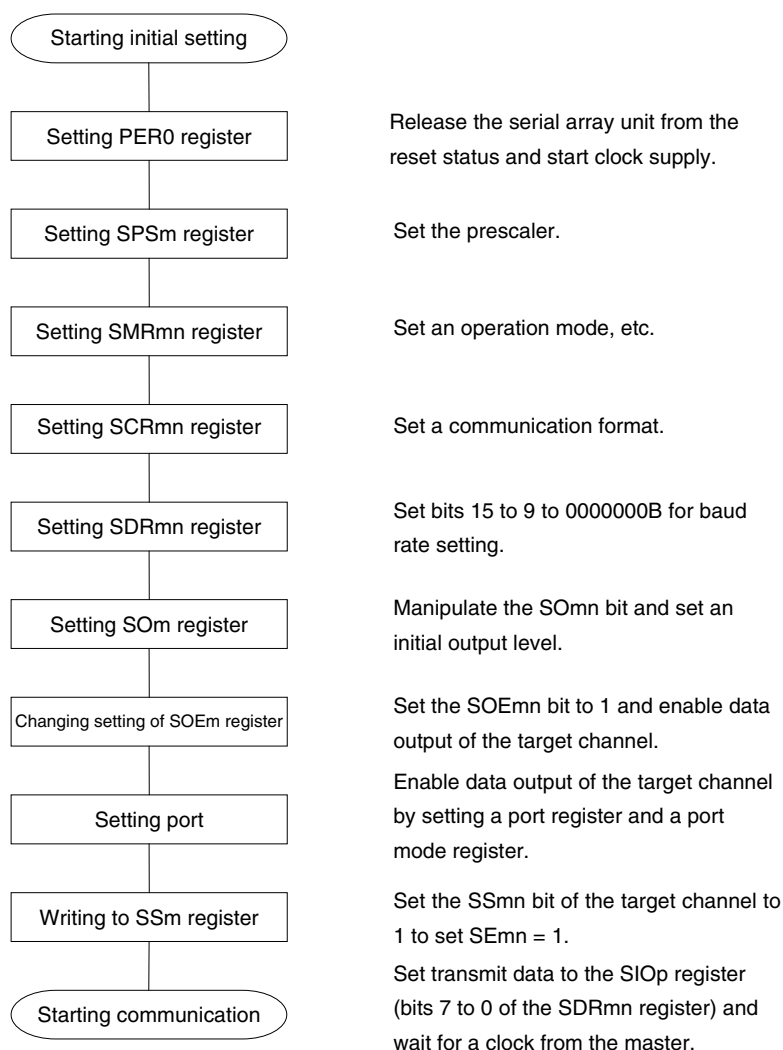 Starting initial setting
Setting PER0 register
Release the serial array unit from the
reset status and start clock supply.
Setting SPSm register
Set the prescaler.
Setting SMRmn register
Set an operation mode, etc.
Setting SCRmn register
Set a communication format.
Setting SDRmn register
Set bits 15 to 9 to 0000000B for baud
rate setting.
Setting SOm register
Manipulate the SOmn bit and set an
initial output level.
Changing setting of SOEm register
Set the SOEmn bit to 1 and enable data
output of the target channel.
Setting port
Enable data output of the target channel
by setting a port register and a port
mode register.
Writing to SSm register
Set the SSmn bit of the target channel to
1 to set SEmn = 1.
Starting communication
Set transmit data to the SIOp register
(bits 7 to 0 of the SDRmn register) and
wait for a clock from the master.